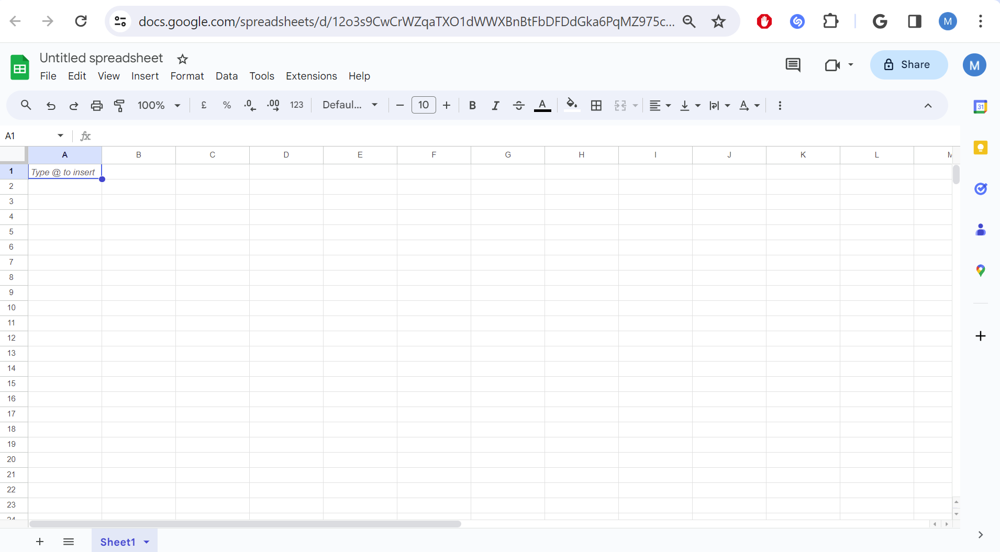 docs.google.com/spreadsheets/d/12o3s9CwCrWZqaTXO1dWWXBnBtFbDFDdGka6PqMZ975c...
M
Untitled spreadsheet
File Edit View Insert Format Data Tools Extensions Help
Share
M
100% £ % .0 .00 123 Defaul... 10 B I S A A
31
A1 fx
A B C D E F G H I J K L
1 Type @ to insert
2
3
4
5
6
7
8
9
10
11
12
13
14
15
16
17
18
19
20
21
22
23
24
Sheet1